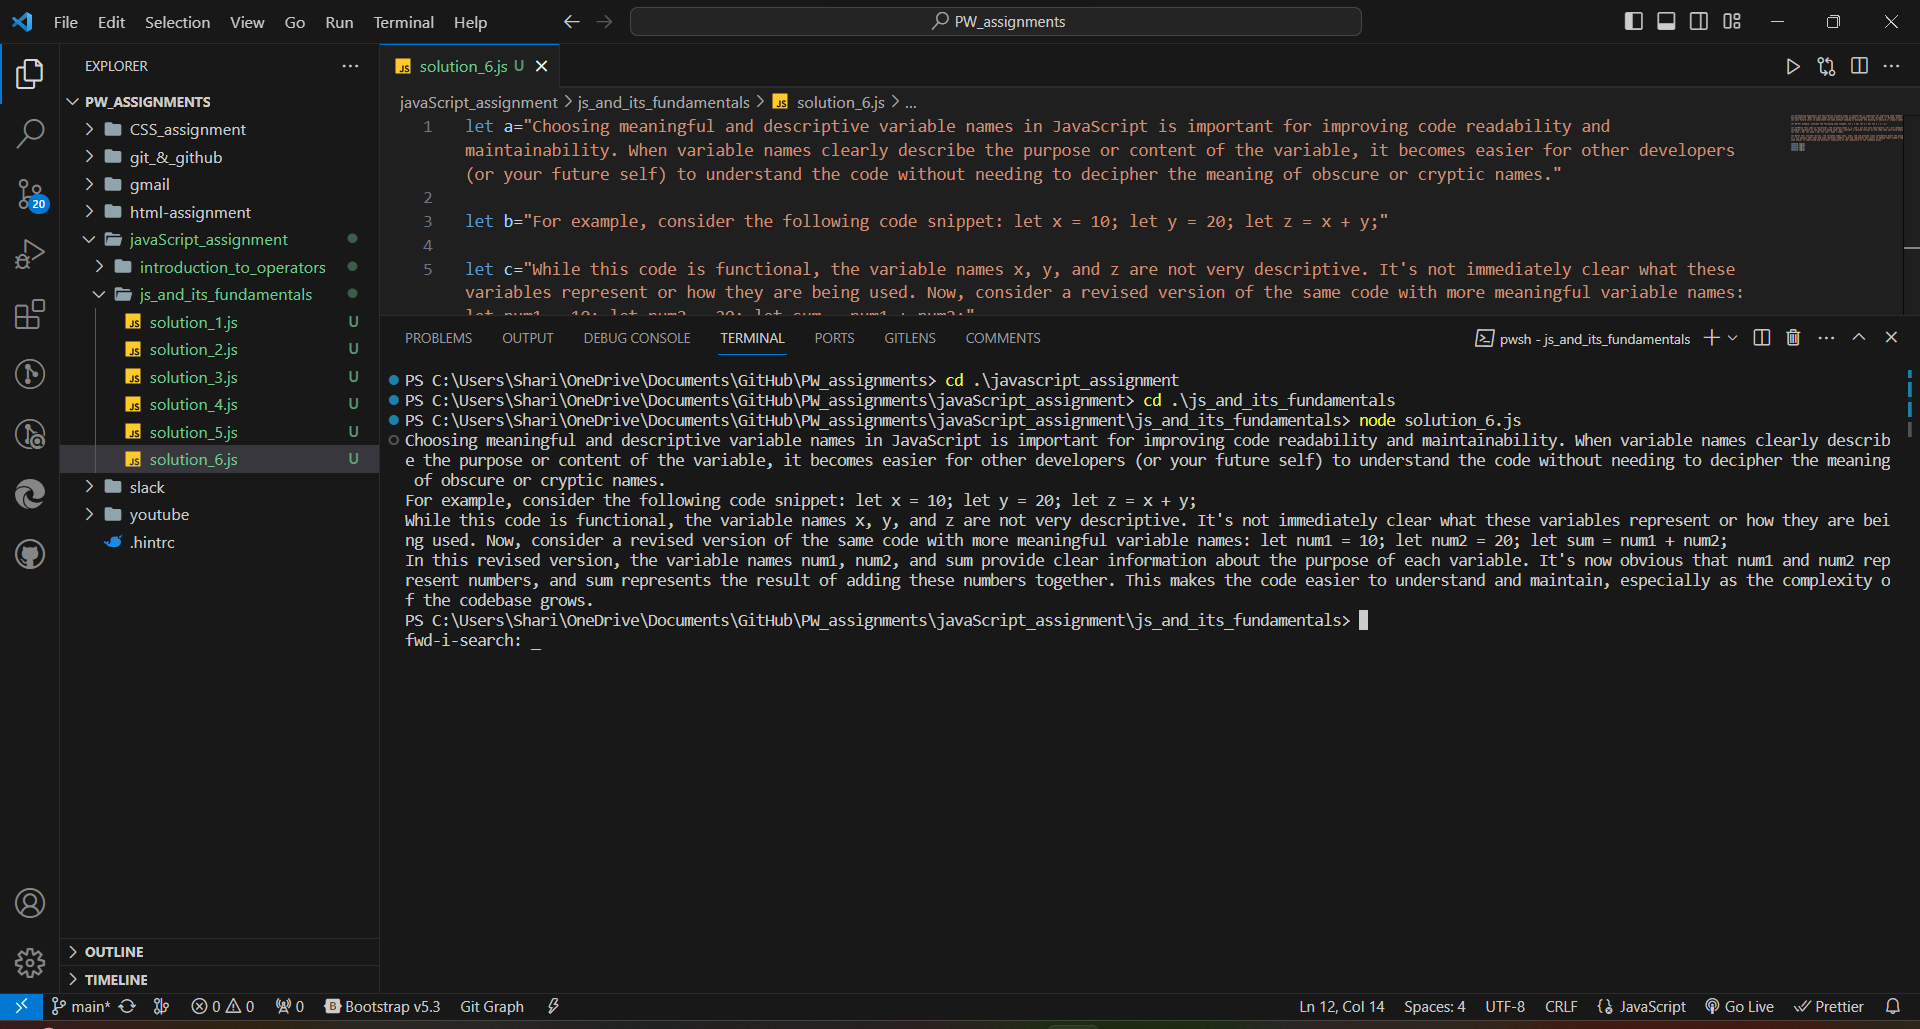 File Edit Selection View Go Run Terminal Help
PW_assignments
EXPLORER
PW_ASSIGNMENTS
CSS_assignment
git_&_github
gmail
html-assignment
javaScript_assignment
introduction_to_operators
js_and_its_fundamentals
JS solution_1.js U
JS solution_2.js U
JS solution_3.js U
JS solution_4.js U
JS solution_5.js U
JS solution_6.js U
slack
youtube
.hintrc
20
OUTLINE
TIMELINE
JS solution_6.js U
javaScript_assignment > js_and_its_fundamentals > JS solution_6.js > ...
1 let a="Choosing meaningful and descriptive variable names in JavaScript is important for improving code readability and
maintainability. When variable names clearly describe the purpose or content of the variable, it becomes easier for other developers
(or your future self) to understand the code without needing to decipher the meaning of obscure or cryptic names."
2
3 let b="For example, consider the following code snippet: let x = 10; let y = 20; let z = x + y;"
4
5 let c="While this code is functional, the variable names x, y, and z are not very descriptive. It's not immediately clear what these
variables represent or how they are being used. Now, consider a revised version of the same code with more meaningful variable names:
let num1 = 10; let num2 = 20; let sum = num1 + num2;"
PROBLEMS OUTPUT DEBUG CONSOLE TERMINAL PORTS GITLENS COMMENTS
pwsh - js_and_its_fundamentals
PS C:\Users\Shari\OneDrive\Documents\GitHub\PW_assignments> cd .\javascript_assignment
PS C:\Users\Shari\OneDrive\Documents\GitHub\PW_assignments\javaScript_assignment> cd .\js_and_its_fundamentals
PS C:\Users\Shari\OneDrive\Documents\GitHub\PW_assignments\javaScript_assignment\js_and_its_fundamentals> node solution_6.js
Choosing meaningful and descriptive variable names in JavaScript is important for improving code readability and maintainability. When variable names clearly describ
e the purpose or content of the variable, it becomes easier for other developers (or your future self) to understand the code without needing to decipher the meaning
of obscure or cryptic names.
For example, consider the following code snippet: let x = 10; let y = 20; let z = x + y;
While this code is functional, the variable names x, y, and z are not very descriptive. It's not immediately clear what these variables represent or how they are bei
ng used. Now, consider a revised version of the same code with more meaningful variable names: let num1 = 10; let num2 = 20; let sum = num1 + num2;
In this revised version, the variable names num1, num2, and sum provide clear information about the purpose of each variable. It's now obvious that num1 and num2 rep
resent numbers, and sum represents the result of adding these numbers together. This makes the code easier to understand and maintain, especially as the complexity o
f the codebase grows.
PS C:\Users\Shari\OneDrive\Documents\GitHub\PW_assignments\javaScript_assignment\js_and_its_fundamentals>
fwd-i-search: _
main* 0 0 0 B Bootstrap v5.3 Git Graph Ln 12, Col 14 Spaces: 4 UTF-8 CRLF {} JavaScript Go Live Prettier